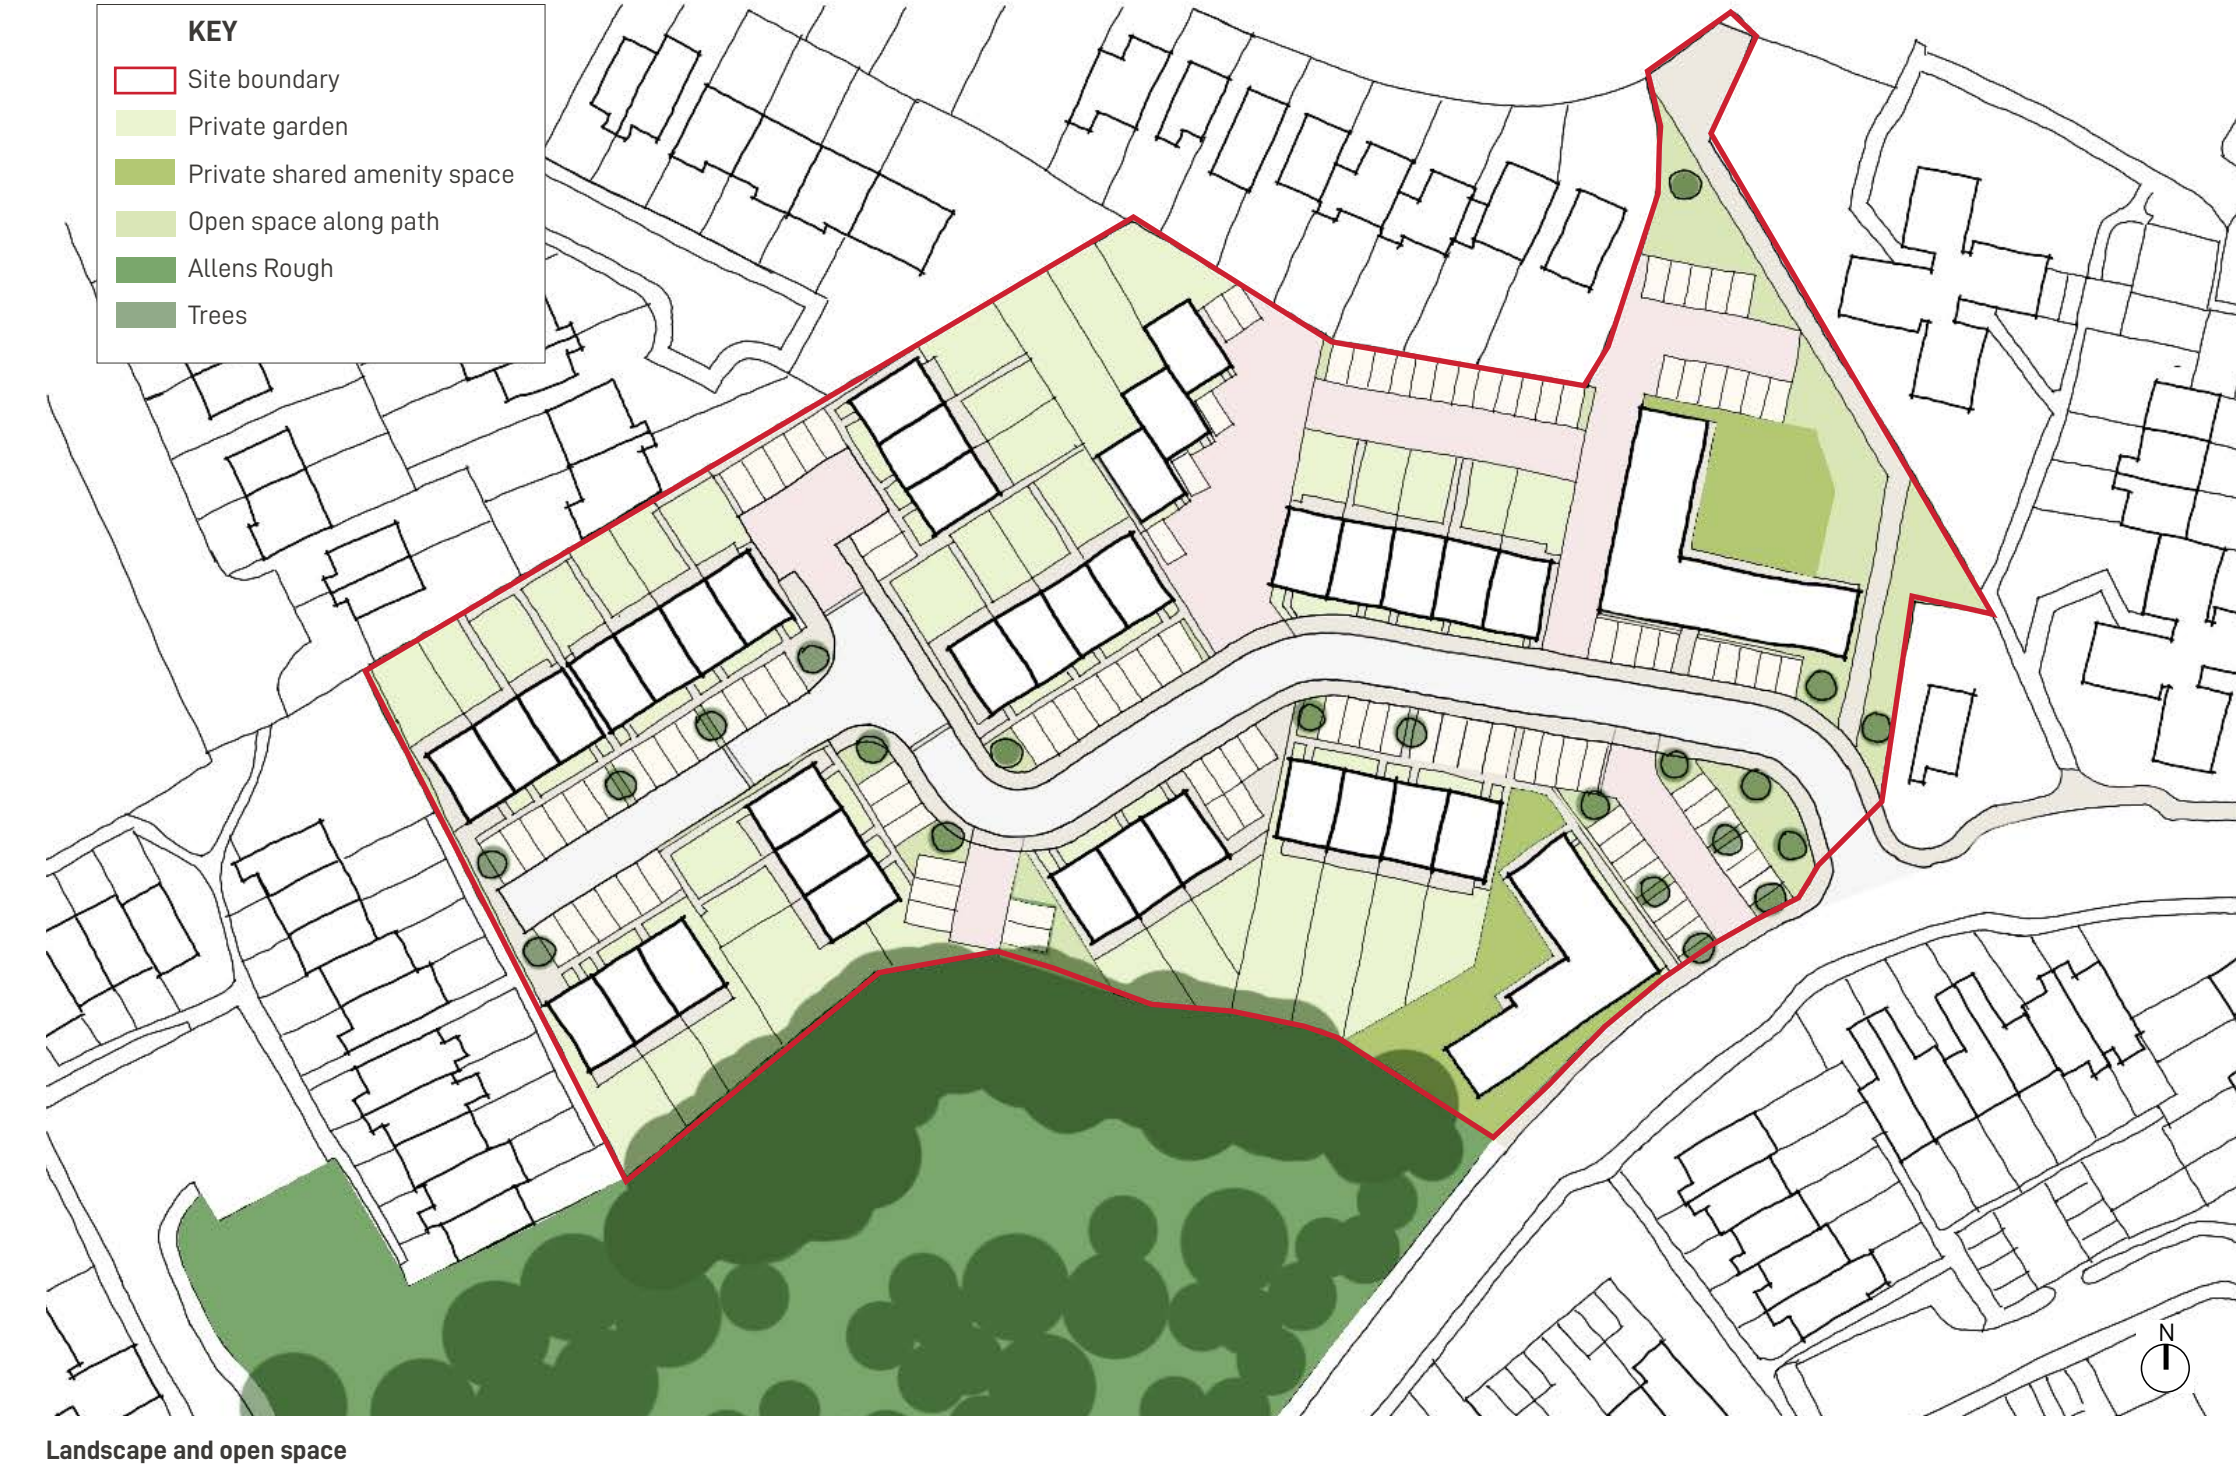 KEY
Site boundary
Private garden
Private shared amenity space
Open space along path
Allens Rough
Trees
N
Landscape and open space